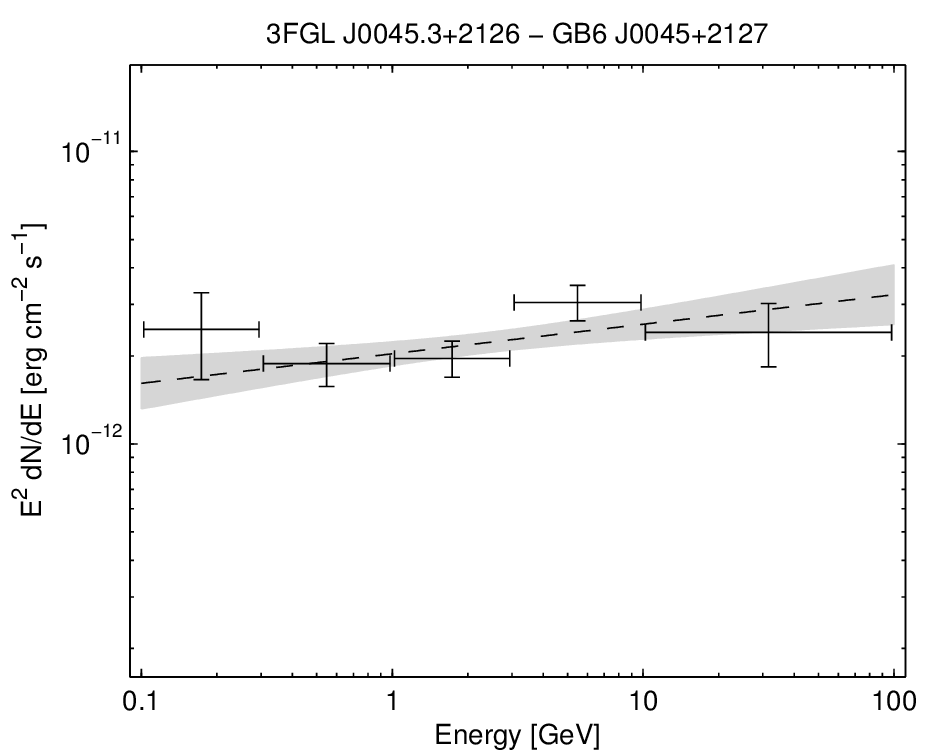 3FGL J0045.3+2126 − GB6 J0045+2127
10⁻¹¹
10⁻¹²
E² dN/dE [erg cm⁻² s⁻¹]
0.1 1 10 100
Energy [GeV]